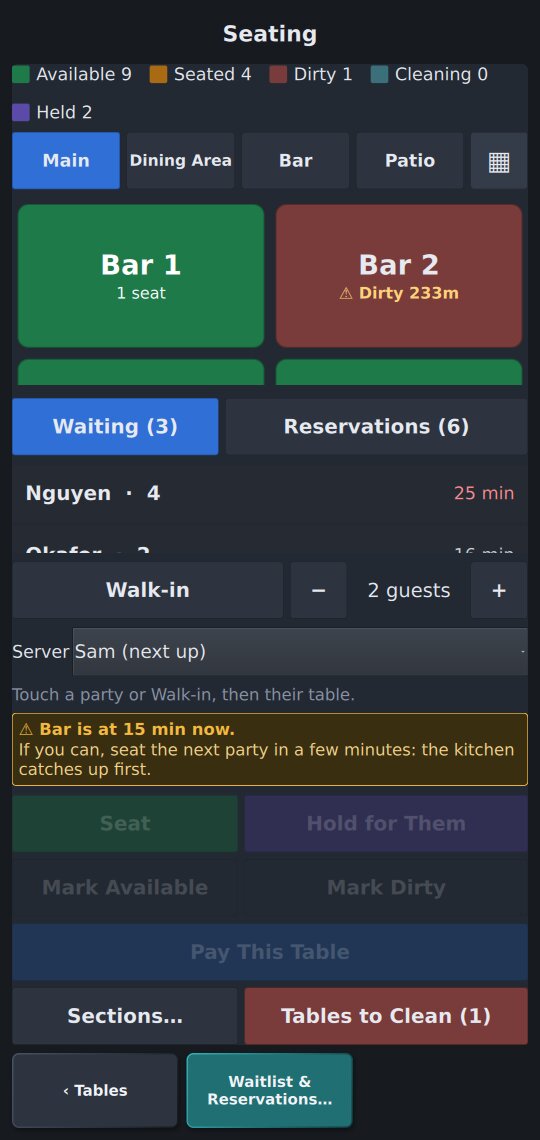 Seating
Available 9 Seated 4 Dirty 1 Cleaning 0
Held 2
Main Dining Area Bar Patio
Bar 1 Bar 2
1 seat ⚠ Dirty 233m
Waiting (3) Reservations (6)
Nguyen · 4 25 min
Okafor · 2 16 min
Walk-in − 2 guests +
Server Sam (next up)
Touch a party or Walk-in, then their table.
⚠ Bar is at 15 min now.
If you can, seat the next party in a few minutes: the kitchen
catches up first.
Seat Hold for Them
Mark Available Mark Dirty
Pay This Table
Sections… Tables to Clean (1)
‹ Tables Waitlist &
Reservations…